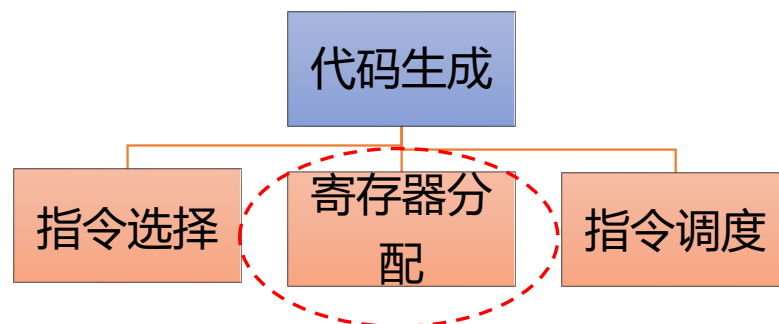 代码生成
指令选择
寄存器分
配
指令调度